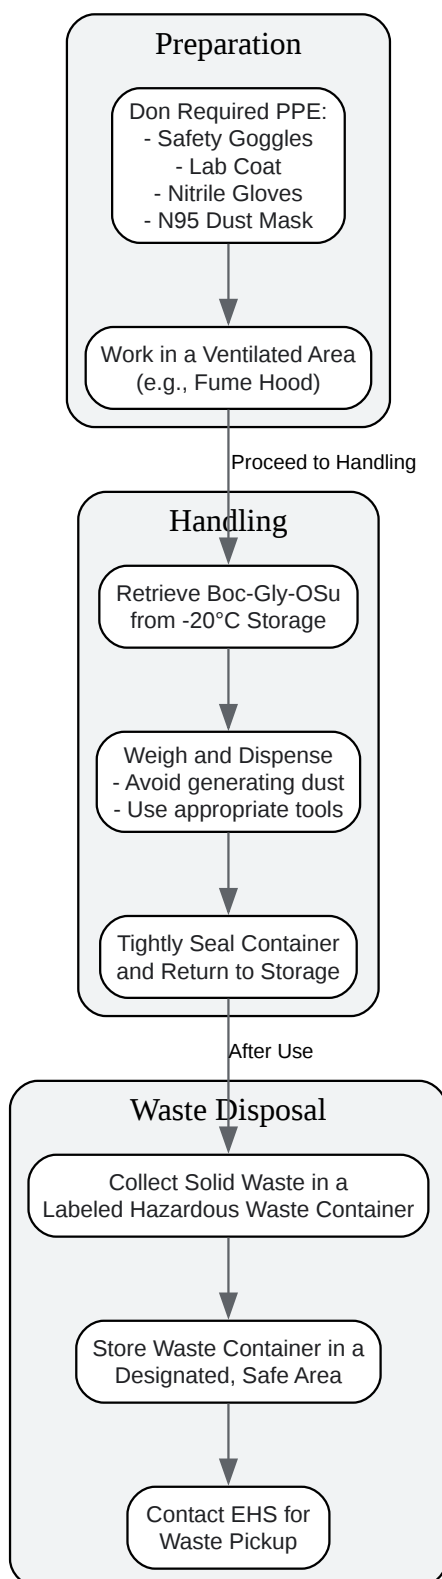 Preparation
Don Required PPE:
- Safety Goggles
- Lab Coat
- Nitrile Gloves
- N95 Dust Mask
Work in a Ventilated Area
(e.g., Fume Hood)
Proceed to Handling
Handling
Retrieve Boc-Gly-OSu
from -20°C Storage
Weigh and Dispense
- Avoid generating dust
- Use appropriate tools
Tightly Seal Container
and Return to Storage
After Use
Waste Disposal
Collect Solid Waste in a
Labeled Hazardous Waste Container
Store Waste Container in a
Designated, Safe Area
Contact EHS for
Waste Pickup